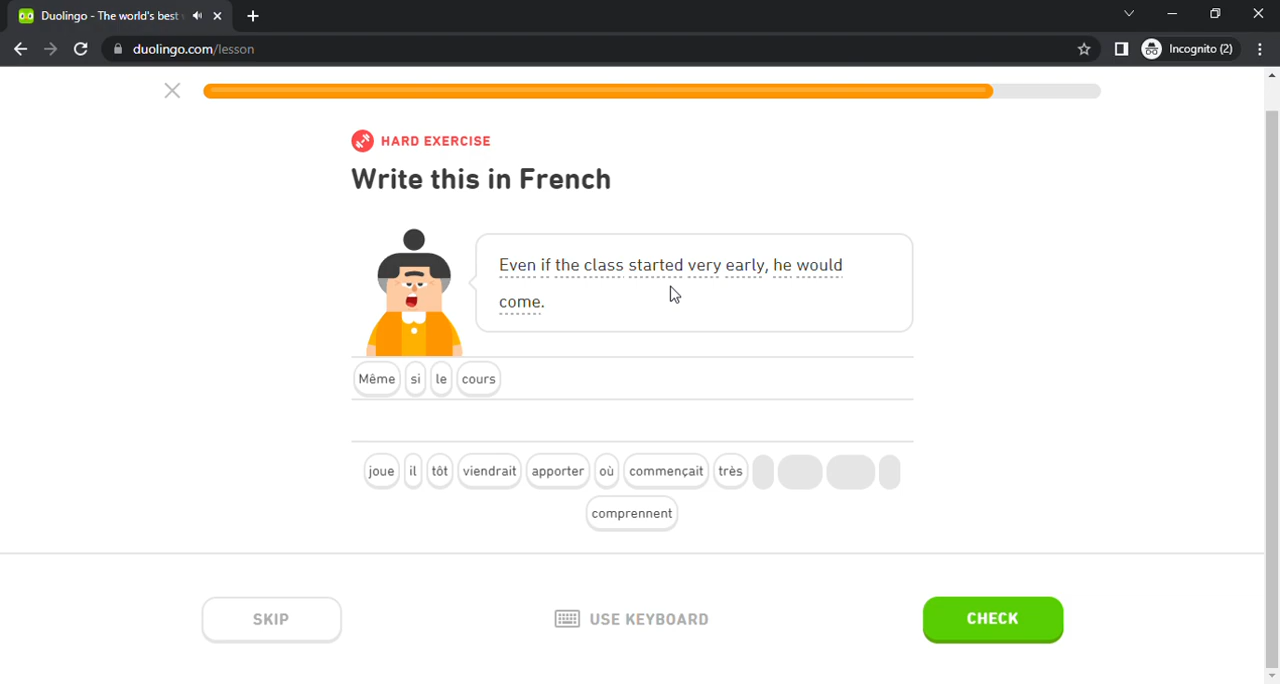 Duolingo - The world's best
duolingo.com/lesson
Incognito (2)
HARD EXERCISE
Write this in French
Even if the class started very early, he would
come.
Même si le cours
joue il tôt viendrait apporter où commençait très
comprennent
SKIP
USE KEYBOARD
CHECK